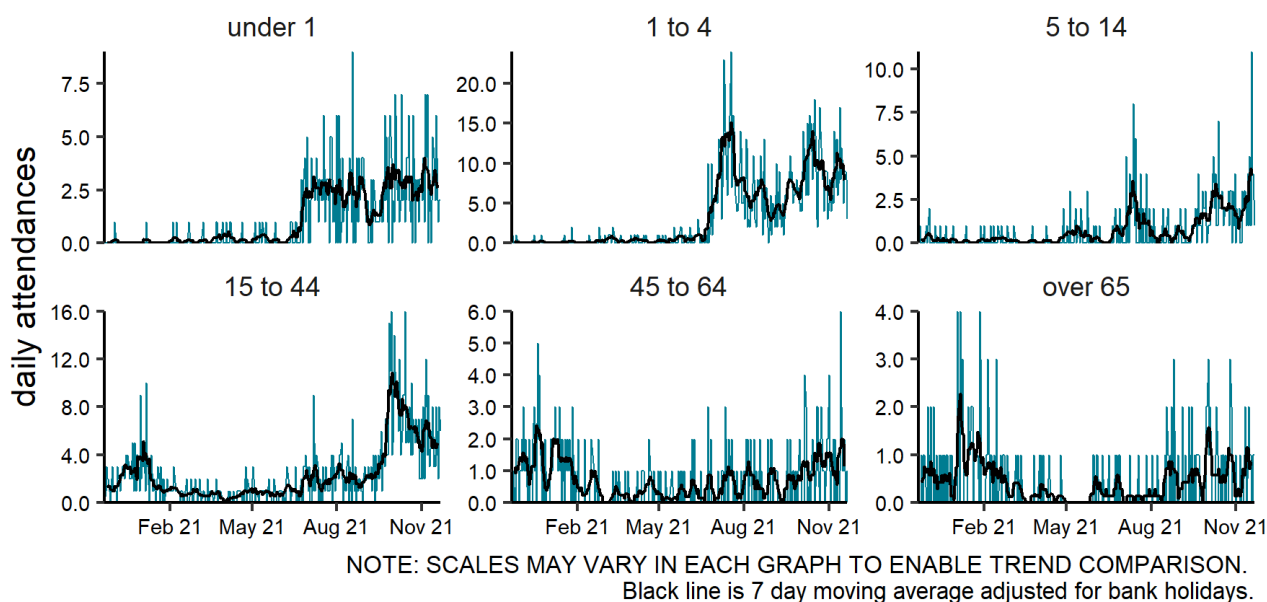 under 1
1 to 4
5 to 14
7.5
5.0
2.5
0.0
20.0
15.0
10.0
5.0
0.0
10.0
7.5
5.0
2.5
0.0
daily attendances
15 to 44
45 to 64
over 65
16.0
12.0
8.0
4.0
0.0
6.0
5.0
4.0
3.0
2.0
1.0
0.0
4.0
3.0
2.0
1.0
0.0
Feb 21 May 21 Aug 21 Nov 21
Feb 21 May 21 Aug 21 Nov 21
Feb 21 May 21 Aug 21 Nov 21
NOTE: SCALES MAY VARY IN EACH GRAPH TO ENABLE TREND COMPARISON.
Black line is 7 day moving average adjusted for bank holidays.